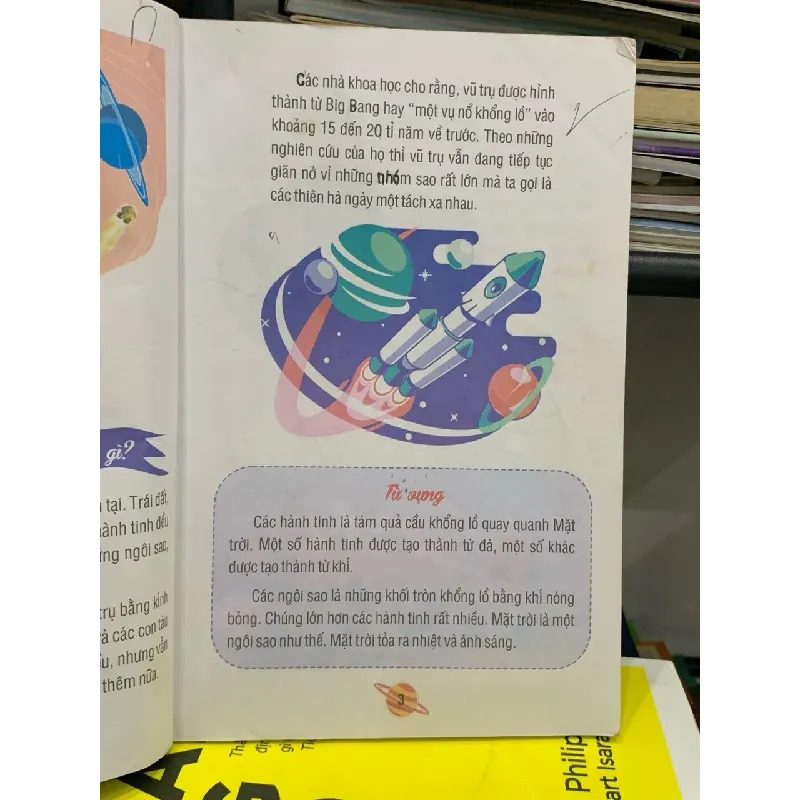 gì?
tại. Trái đất,
hành tinh đều
ngôi sao,
trụ bằng kính
và các con tàu
nhưng vẫn
thêm nữa.
Các nhà khoa học cho rằng, vũ trụ được hình
thành từ Big Bang hay "một vụ nổ khổng lồ" vào
khoảng 15 đến 20 tỉ năm về trước. Theo những
nghiên cứu của họ thì vũ trụ vẫn đang tiếp tục
giãn nở vì những nhóm sao rất lớn mà ta gọi là
các thiên hà ngày một tách xa nhau.
Từ vựng
Các hành tinh là tám quả cầu khổng lồ quay quanh Mặt
trời. Một số hành tinh được tạo thành từ đá, một số khác
được tạo thành từ khí.
Các ngôi sao là những khối tròn khổng lồ bằng khí nóng
bỏng. Chúng lớn hơn các hành tinh rất nhiều. Mặt trời là một
ngôi sao như thế. Mặt trời tỏa ra nhiệt và ánh sáng.
3
Philip
art Isara